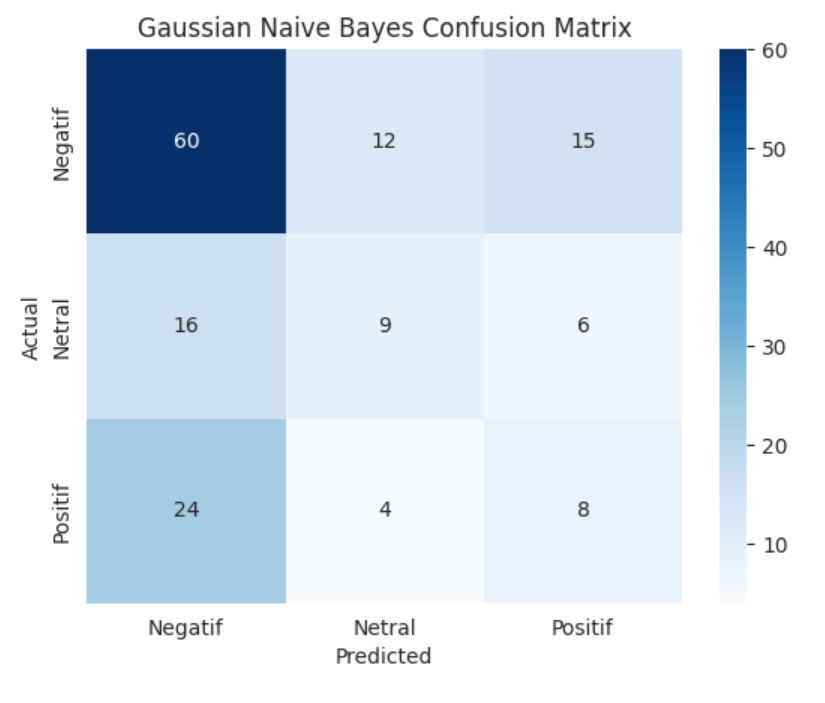 Gaussian Naive Bayes Confusion Matrix
Actual
Negatif
60 12 15
Netral
16 9 6
Positif
24 4 8
Negatif Netral Positif
Predicted
60
50
40
30
20
10